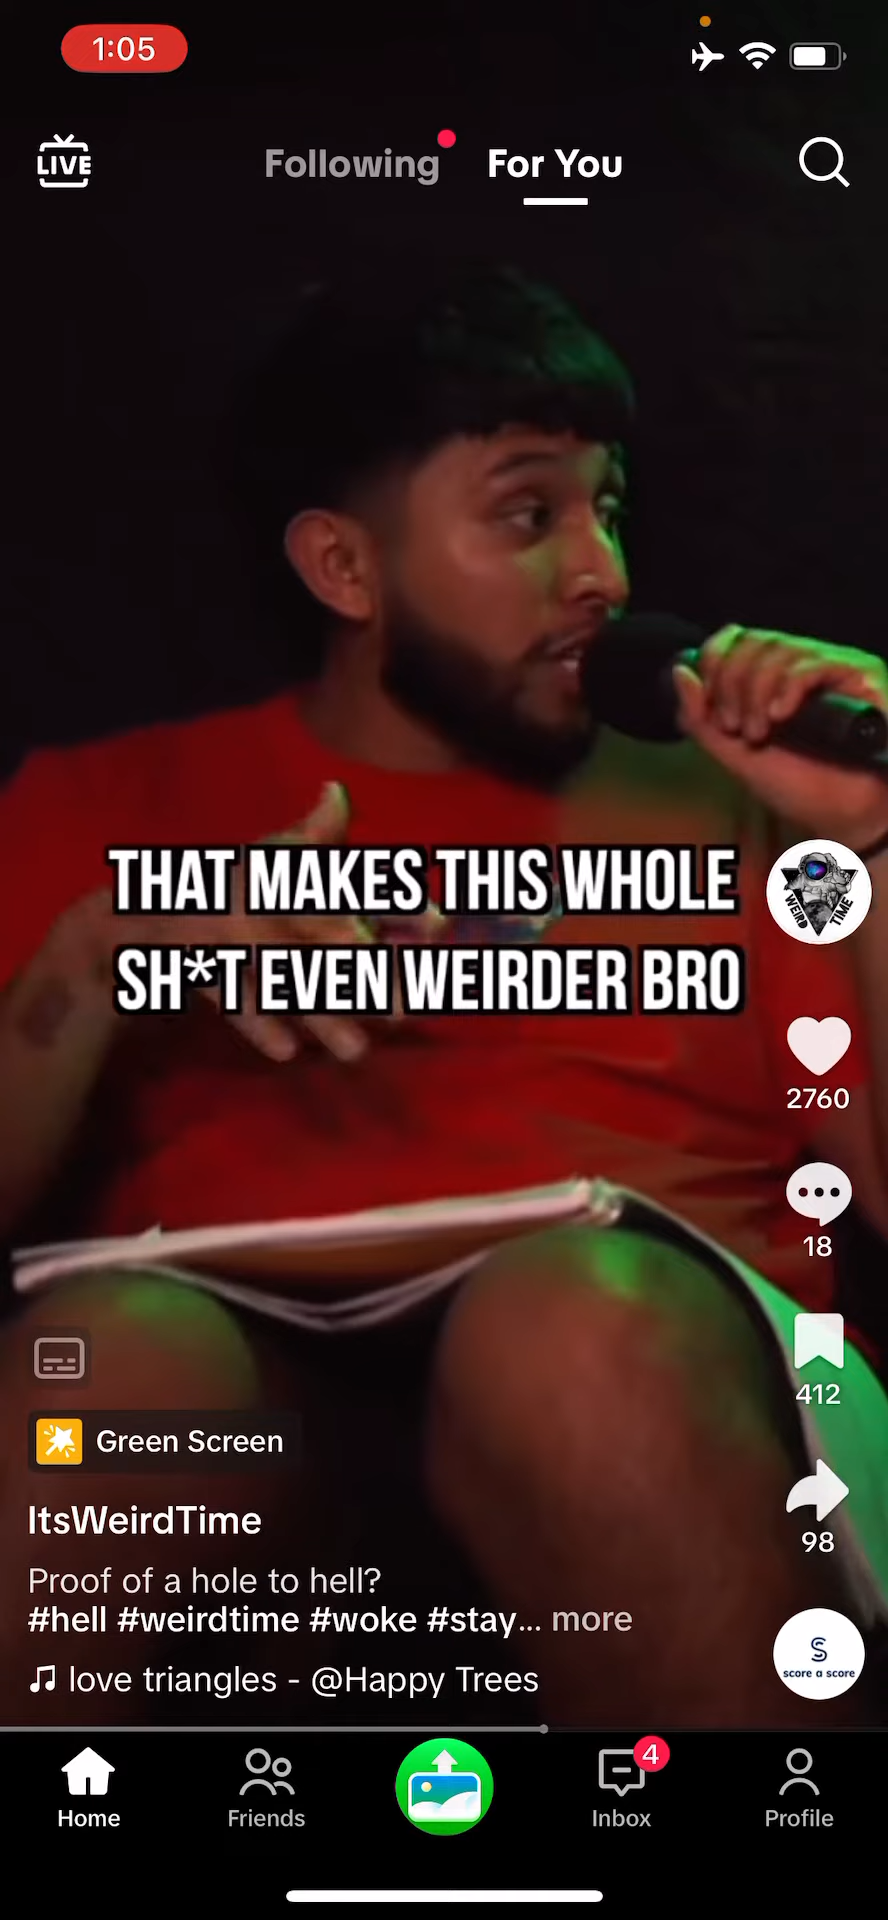 1:05
LIVE
Following
For You
THAT MAKES THIS WHOLE
SH*T EVEN WEIRDER BRO
WEIRD TIME
2760
18
412
98
Green Screen
ItsWeirdTime
Proof of a hole to hell?
#hell #weirdtime #woke #stay... more
love triangles - @Happy Trees
S
score a score
Home
Friends
4
Inbox
Profile